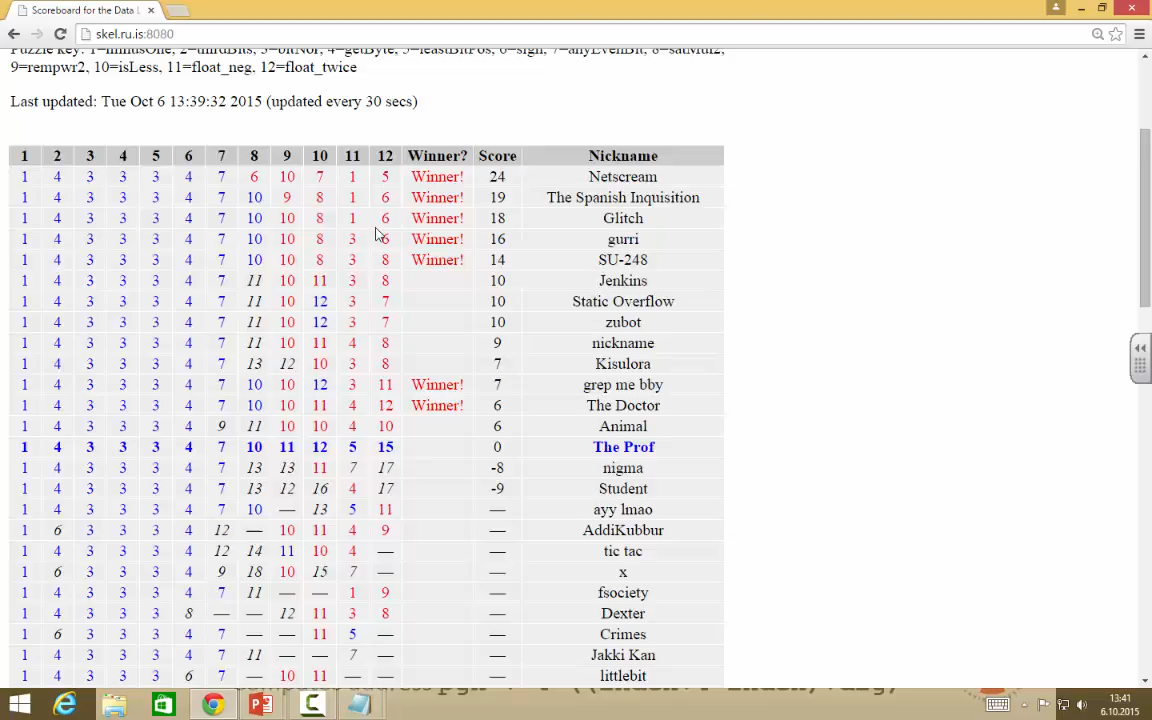 Scoreboard for the Data L
skel.ru.is:8080
Puzzle key: 1=minusOne, 2=thirdBits, 3=bitNor, 4=getByte, 5=leastBitPos, 6=sign, 7=anyEvenBit, 8=satMul2,
9=rempwr2, 10=isLess, 11=float_neg, 12=float_twice
Last updated: Tue Oct 6 13:39:32 2015 (updated every 30 secs)
1 2 3 4 5 6 7 8 9 10 11 12 Winner? Score Nickname
1 4 3 3 3 4 7 6 10 7 1 5 Winner! 24 Netscream
1 4 3 3 3 4 7 10 9 8 1 6 Winner! 19 The Spanish Inquisition
1 4 3 3 3 4 7 10 10 8 1 6 Winner! 18 Glitch
1 4 3 3 3 4 7 10 10 8 3 6 Winner! 16 gurri
1 4 3 3 3 4 7 10 10 8 3 8 Winner! 14 SU-248
1 4 3 3 3 4 7 11 10 11 3 8 10 Jenkins
1 4 3 3 3 4 7 11 10 12 3 7 10 Static Overflow
1 4 3 3 3 4 7 11 10 12 3 7 10 zubot
1 4 3 3 3 4 7 11 10 11 4 8 9 nickname
1 4 3 3 3 4 7 13 12 10 3 8 7 Kisulora
1 4 3 3 3 4 7 10 10 12 3 11 Winner! 7 grep me bby
1 4 3 3 3 4 7 10 10 11 4 12 Winner! 6 The Doctor
1 4 3 3 3 4 9 11 10 10 4 10 6 Animal
1 4 3 3 3 4 7 10 11 12 5 15 0 The Prof
1 4 3 3 3 4 7 13 13 11 7 17 -8 nigma
1 4 3 3 3 4 7 13 12 16 4 17 -9 Student
1 4 3 3 3 4 7 10 — 13 5 11 — ayy lmao
1 6 3 3 3 4 12 — 10 11 4 9 — AddiKubbur
1 4 3 3 3 4 12 14 11 10 4 — — tic tac
1 6 3 3 3 4 9 18 10 15 7 — — x
1 4 3 3 3 4 7 11 — — 1 9 — fsociety
1 4 3 3 3 8 — — 12 11 3 8 — Dexter
1 6 3 3 3 4 7 — — 11 5 — — Crimes
1 4 3 3 3 4 7 11 — — 7 — — Jakki Kan
1 4 3 3 3 6 7 — 10 11 — — — littlebit
13:41
6.10.2015